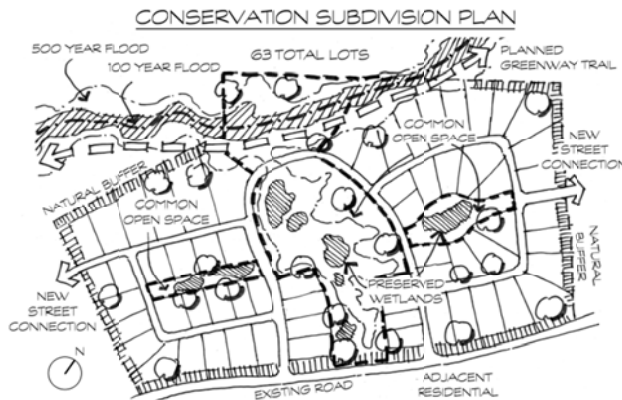 CONSERVATION SUBDIVISION PLAN
500 YEAR FLOOD
100 YEAR FLOOD
63 TOTAL LOTS
PLANNED
GREENWAY TRAIL
COMMON
OPEN SPACE
NEW
STREET
CONNECTION
NATURAL BUFFER
COMMON
OPEN SPACE
NATURAL
BUFFER
PRESERVED
WETLANDS
NEW
STREET
CONNECTION
N
EXISTING ROAD
ADJACENT
RESIDENTIAL